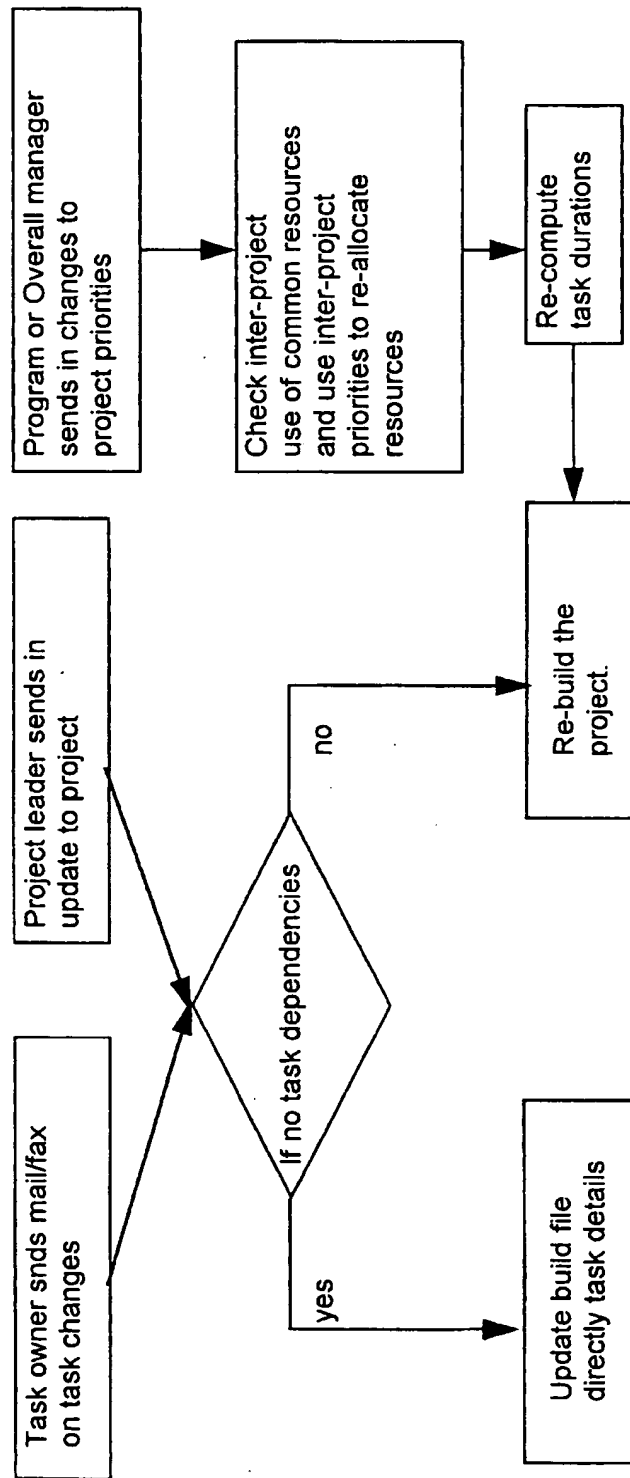 Task owner snds mail/fax
on task changes
Project leader sends in
update to project
Program or Overall manager
sends in changes to
project priorities
If no task dependencies
yes
no
Check inter-project
use of common resources
and use inter-project
priorities to re-allocate
resources
Update build file
directly task details
Re-build the
project.
Re-compute
task durations